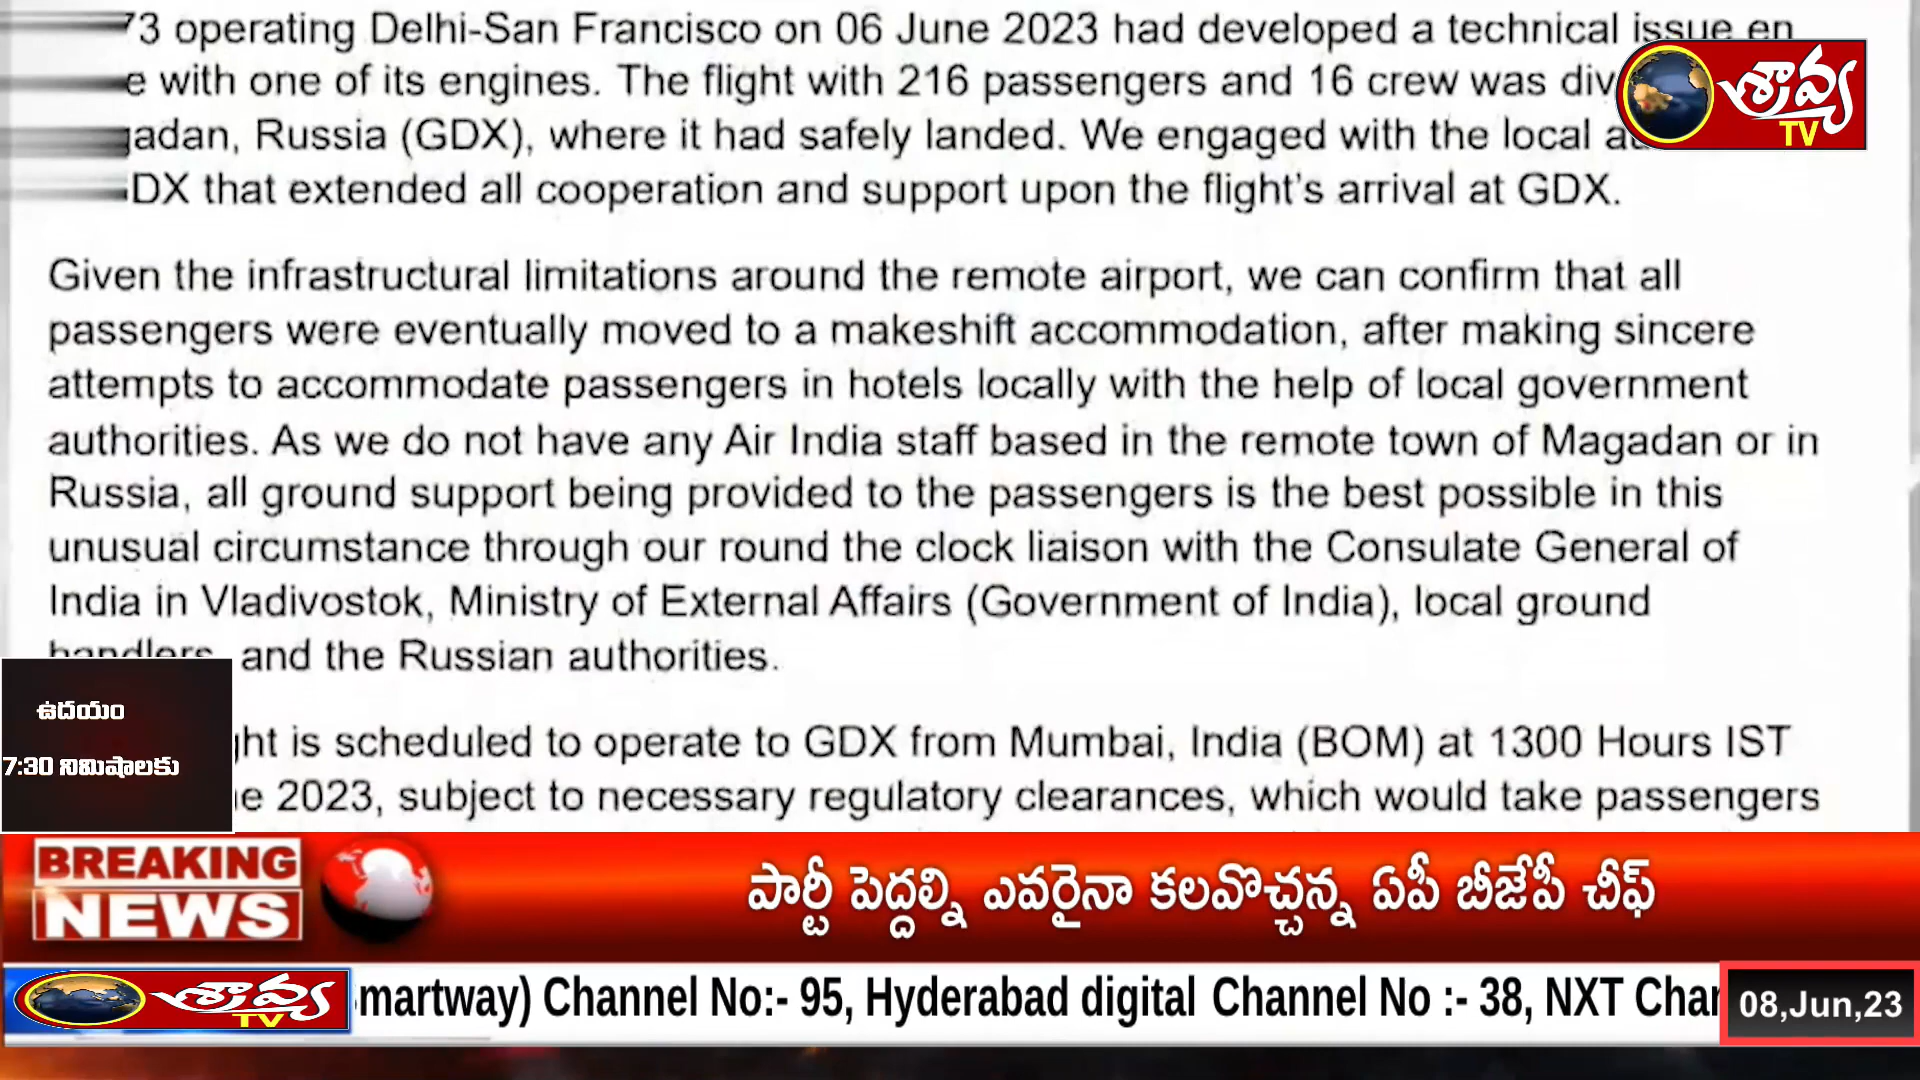 73 operating Delhi-San Francisco on 06 June 2023 had developed a technical issue en
e with one of its engines. The flight with 216 passengers and 16 crew was div
adan, Russia (GDX), where it had safely landed. We engaged with the local
DX that extended all cooperation and support upon the flight's arrival at GDX.
Given the infrastructural limitations around the remote airport, we can confirm that all
passengers were eventually moved to a makeshift accommodation, after making sincere
attempts to accommodate passengers in hotels locally with the help of local government
authorities. As we do not have any Air India staff based in the remote town of Magadan or in
Russia, all ground support being provided to the passengers is the best possible in this
unusual circumstance through our round the clock liaison with the Consulate General of
India in Vladivostok, Ministry of External Affairs (Government of India), local ground
handlers, and the Russian authorities.
ght is scheduled to operate to GDX from Mumbai, India (BOM) at 1300 Hours IST
e 2023, subject to necessary regulatory clearances, which would take passengers
శ్రావ్య
TV
ఉదయం
7:30 నిమిషాలకు
BREAKING
NEWS
పార్టీ పెద్దల్ని ఎవరైనా కలవొచ్చన్న ఏపీ బీజేపీ చీఫ్
శ్రావ్య
TV
martway) Channel No:- 95, Hyderabad digital Channel No :- 38, NXT Chan
08,Jun,23